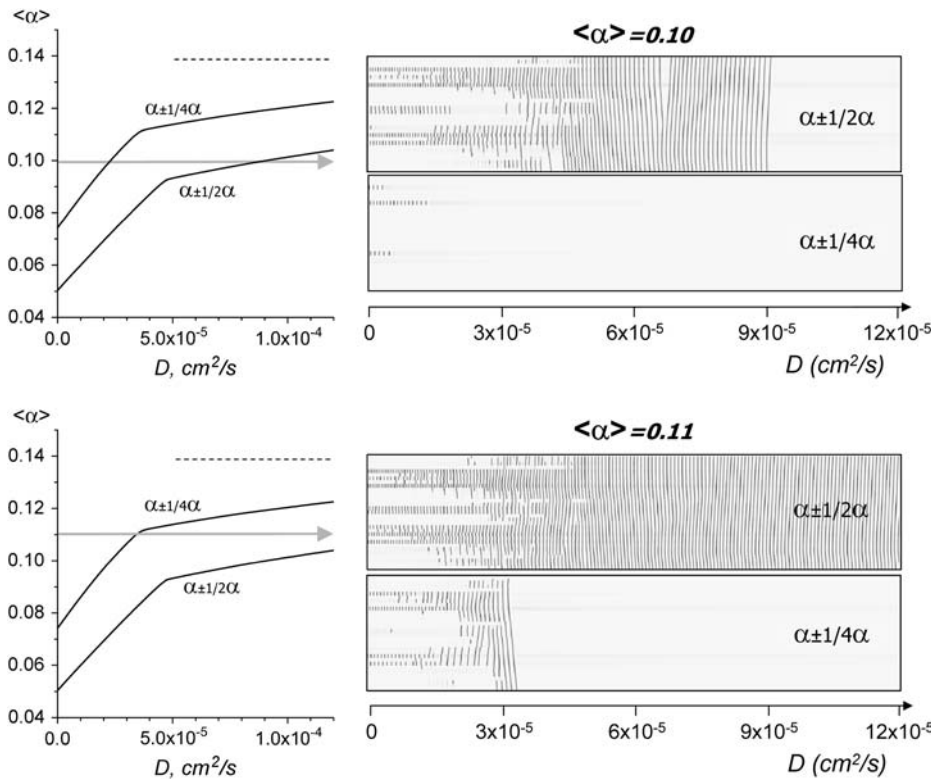 <α>
0.14
0.12
0.10
0.08
0.06
0.04
α±1/4α
α±1/2α
0.0 5.0x10⁻⁵ 1.0x10⁻⁴
D, cm²/s
<α> =0.10
α±1/2α
α±1/4α
0 3x10⁻⁵ 6x10⁻⁵ 9x10⁻⁵ 12x10⁻⁵
D (cm²/s)
<α>
0.14
0.12
0.10
0.08
0.06
0.04
α±1/4α
α±1/2α
0.0 5.0x10⁻⁵ 1.0x10⁻⁴
D, cm²/s
<α> =0.11
α±1/2α
α±1/4α
0 3x10⁻⁵ 6x10⁻⁵ 9x10⁻⁵ 12x10⁻⁵
D (cm²/s)